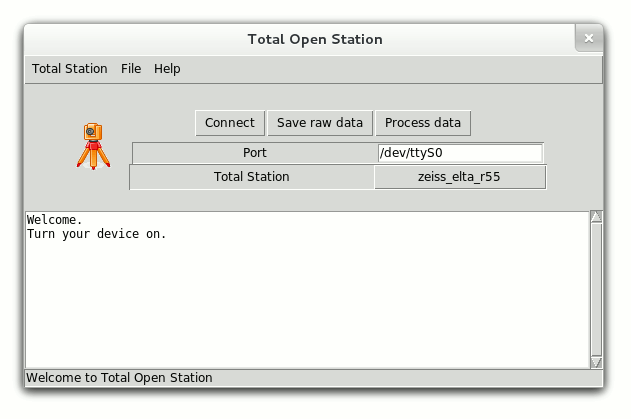 Total Open Station
Total Station File Help
Connect Save raw data Process data
Port /dev/ttyS0
Total Station zeiss_elta_r55
Welcome.
Turn your device on.
Welcome to Total Open Station